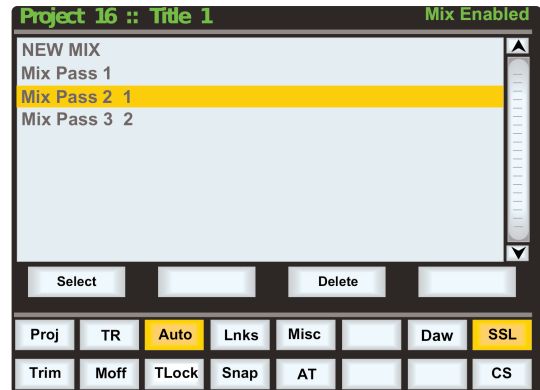 Project 16 :: Title 1 Mix Enabled
NEW MIX
Mix Pass 1
Mix Pass 2 1
Mix Pass 3 2
Select Delete
Proj TR Auto Lnks Misc Daw SSL
Trim Moff TLock Snap AT CS